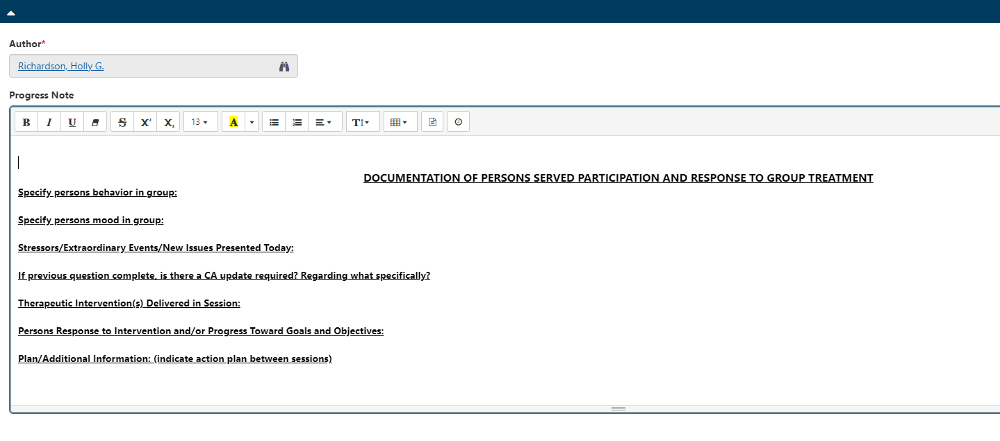 Author*
Richardson, Holly G.
Progress Note
B I U S X² X₂ 13 A T
DOCUMENTATION OF PERSONS SERVED PARTICIPATION AND RESPONSE TO GROUP TREATMENT
Specify persons behavior in group:
Specify persons mood in group:
Stressors/Extraordinary Events/New Issues Presented Today:
If previous question complete, is there a CA update required? Regarding what specifically?
Therapeutic Intervention(s) Delivered in Session:
Persons Response to Intervention and/or Progress Toward Goals and Objectives:
Plan/Additional Information: (indicate action plan between sessions)